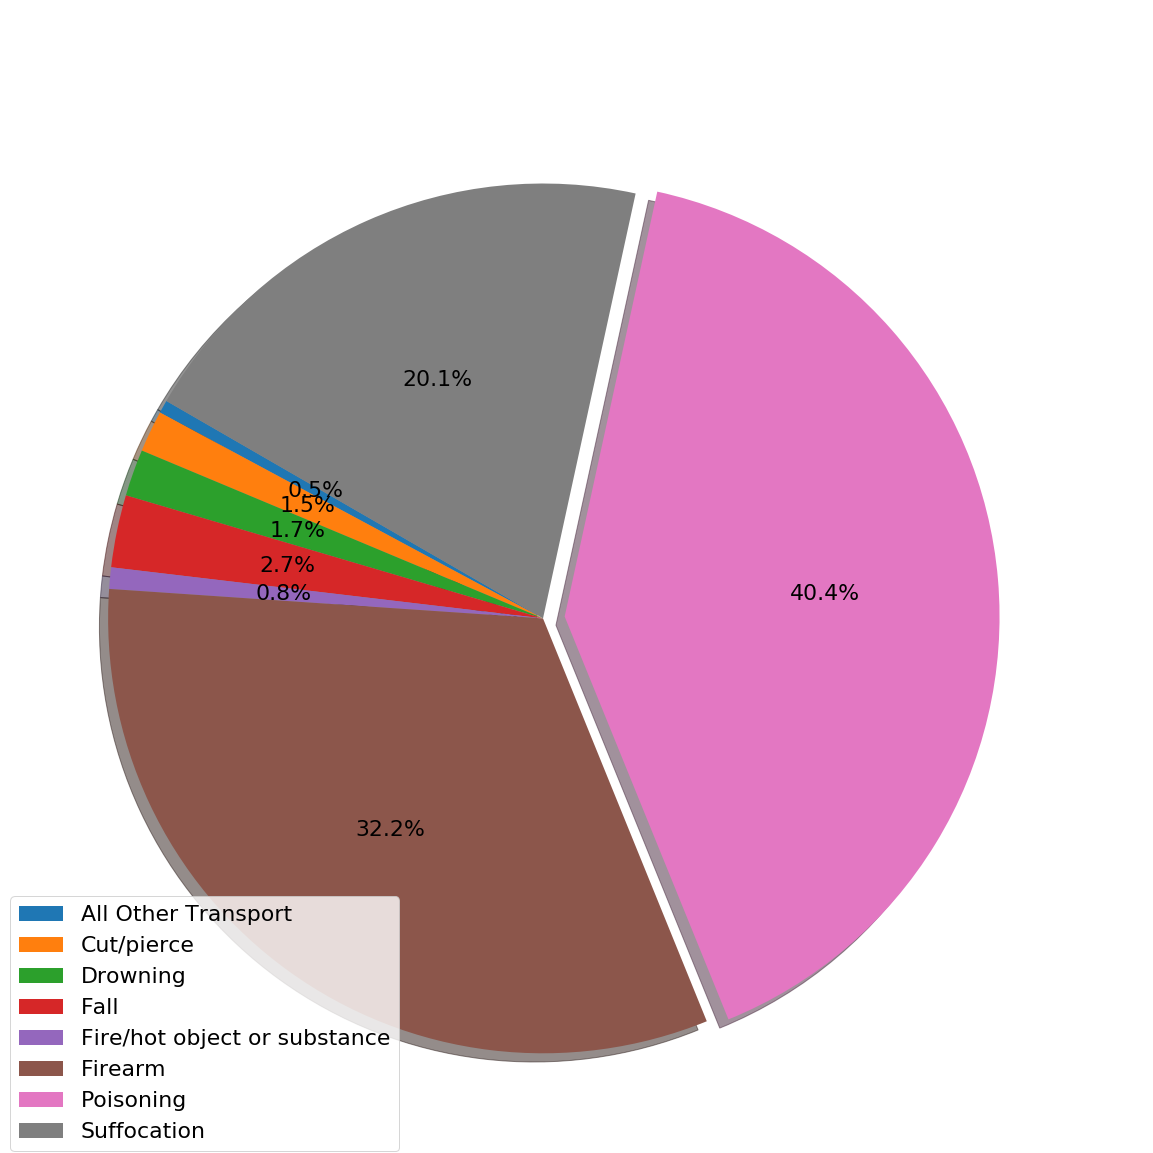 20.1%
0.5%
1.5%
1.7%
2.7%
0.8%
40.4%
32.2%
All Other Transport
Cut/pierce
Drowning
Fall
Fire/hot object or substance
Firearm
Poisoning
Suffocation